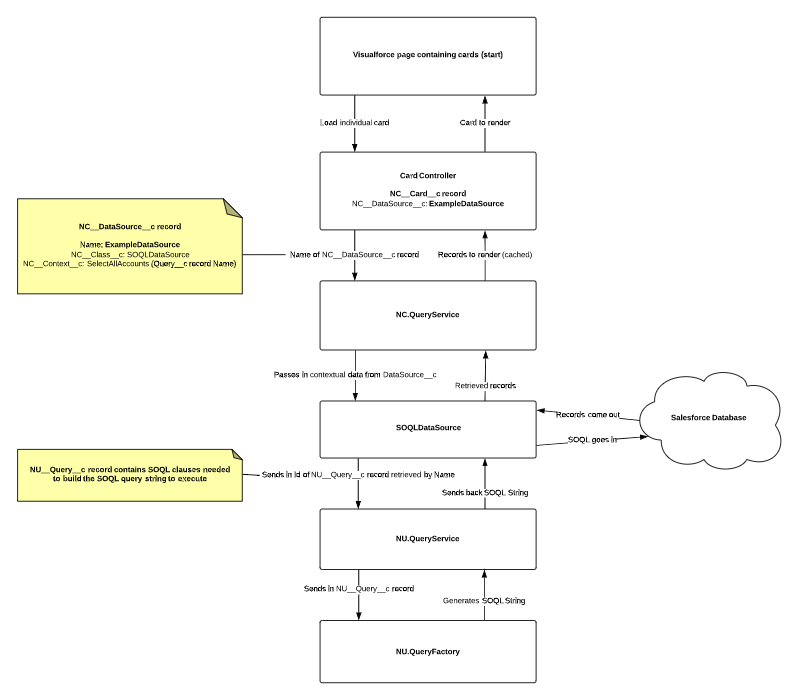 Visualforce page containing cards (start)
Load individual card
Card to render
Card Controller
NC__Card__c record
NC__DataSource__c: ExampleDataSource
NC__DataSource__c record
Name: ExampleDataSource
NC__Class__c: SOQLDataSource
NC__Context__c: SelectAllAccounts (Query__c record Name)
Name of NC__DataSource__c record
Records to render (cached)
NC.QueryService
Passes in contextual data from DataSource__c
Retrieved records
SOQLDataSource
Records come out
SOQL goes in
Salesforce Database
NU__Query__c record contains SOQL clauses needed
to build the SOQL query string to execute
Sends in Id of NU__Query__c record retrieved by Name
Sends back SOQL String
NU.QueryService
Sends in NU__Query__c record
Generates SOQL String
NU.QueryFactory